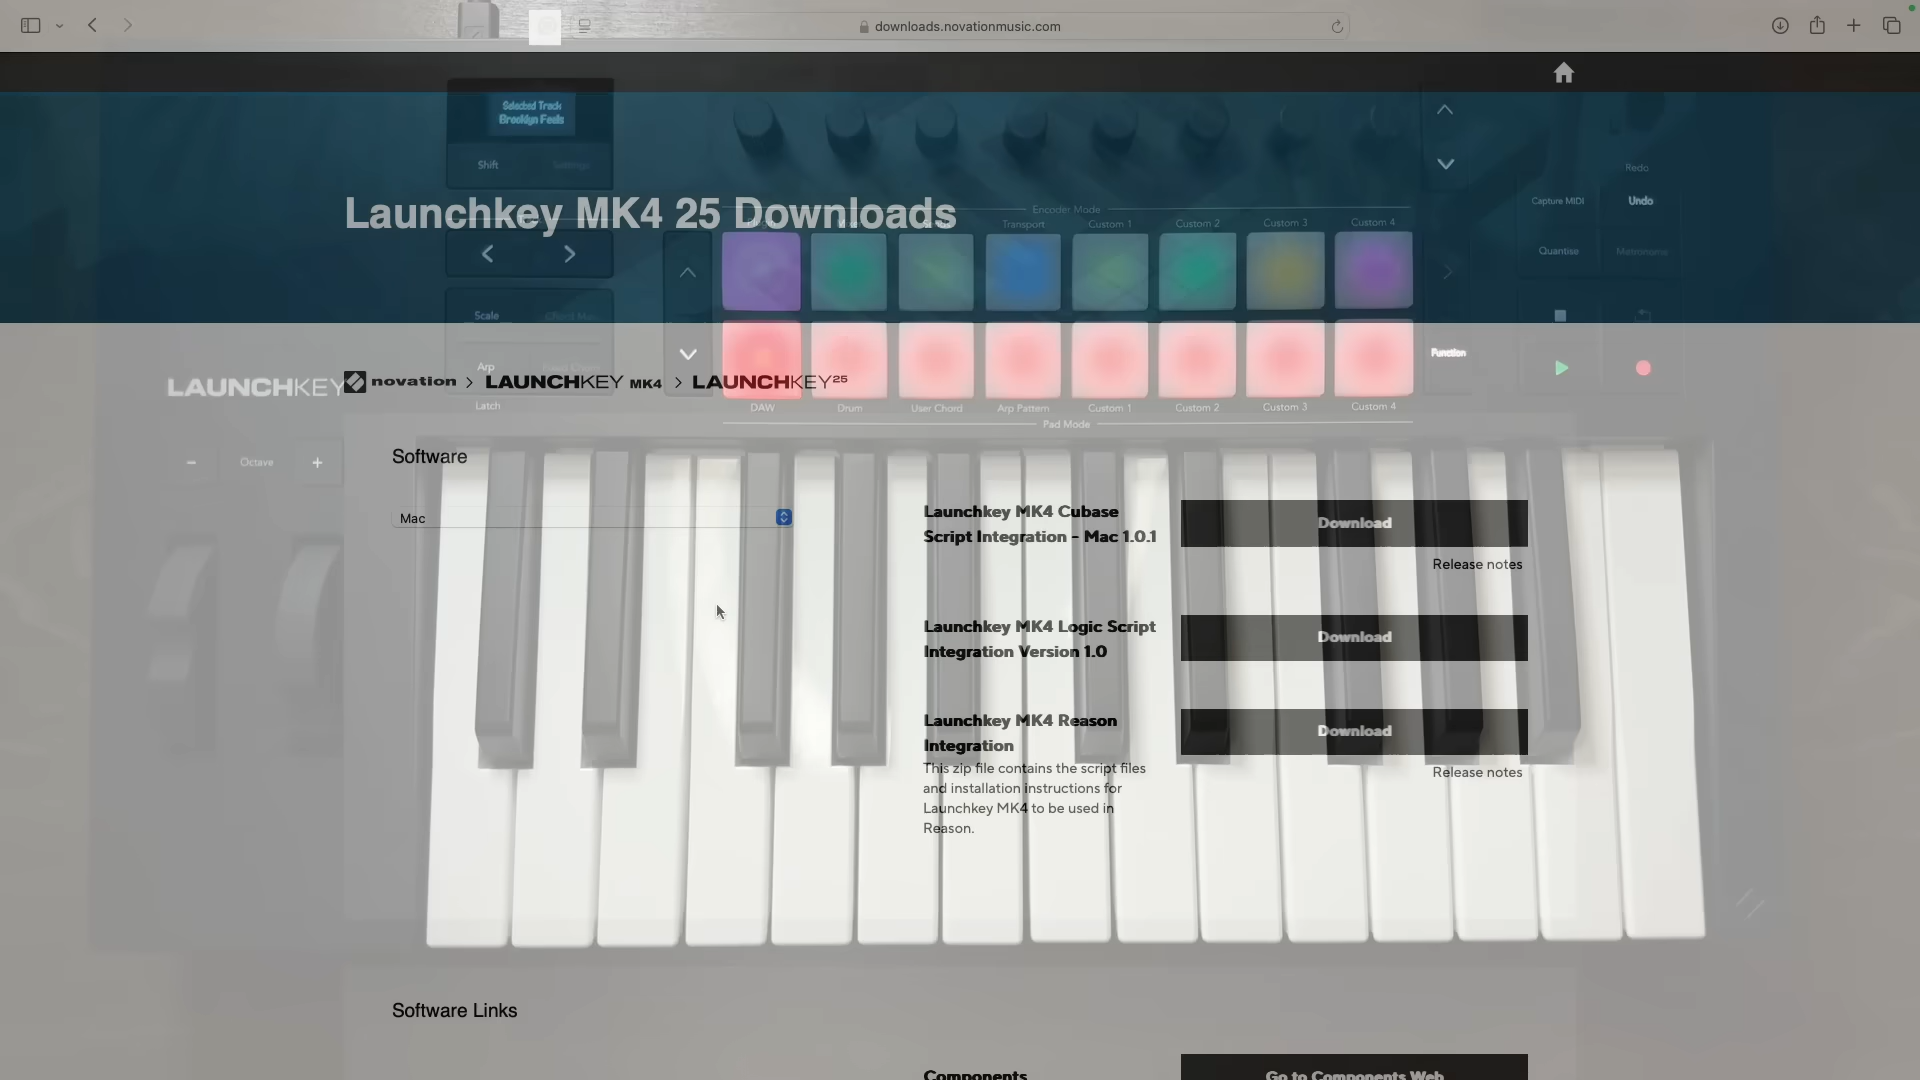 downloads.novationmusic.com
Selected Track
Brooklyn Feels
Shift
Settings
Redo
Capture MIDI
Undo
Launchkey MK4 25 Downloads
Encoder Mode
Transport
Custom 1
Custom 2
Custom 3
Custom 4
Quantise
Metronome
Scale
Arp
Function
LAUNCHKEY
novation > LAUNCHKEY MK4 > LAUNCHKEY 25
Latch
DAW
Drum
User Chord
Arp Pattern
Custom 1
Custom 2
Custom 3
Custom 4
Pad Mode
Software
- Octave +
Mac
Launchkey MK4 Cubase
Script Integration - Mac 1.0.1
Download
Release notes
Launchkey MK4 Logic Script
Integration Version 1.0
Download
Launchkey MK4 Reason
Integration
This zip file contains the script files
and installation instructions for
Launchkey MK4 to be used in
Reason.
Download
Release notes
Software Links
Components
Go to Components Web